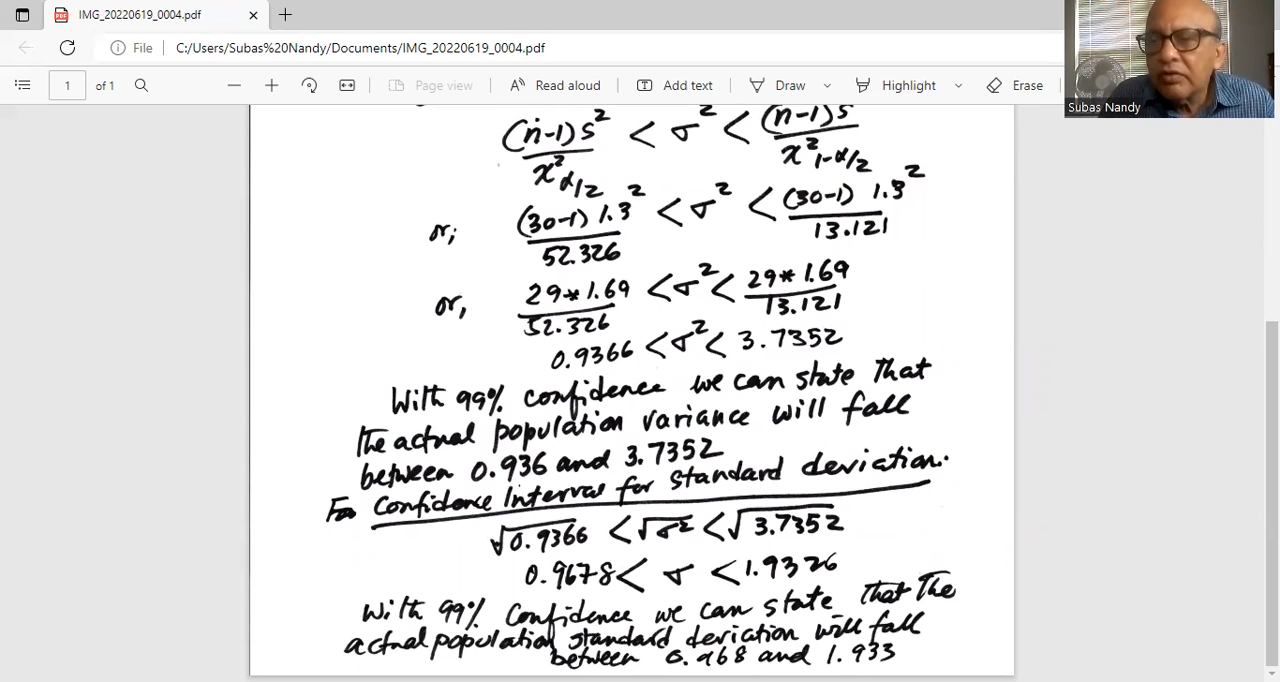 IMG_20220619_0004.pdf
File C:/Users/Subas%20Nandy/Documents/IMG_20220619_0004.pdf
1 of 1 Page view Read aloud Add text Draw Highlight Erase
Subas Nandy
(n-1)s² / x²α/2 < σ² < (n-1)s / x²1-α/2
or; (30-1) 1.3² / 52.326 < σ² < (30-1) 1.3² / 13.121
or, 29*1.69 / 52.326 < σ² < 29*1.69 / 13.121
0.9366 < σ² < 3.7352
With 99% confidence we can state that
the actual population variance will fall
between 0.936 and 3.7352
For Confidence Interval for standard deviation.
√0.9366 < √σ² < √3.7352
0.9678 < σ < 1.9326
With 99% Confidence we can state that The
actual population standard deviation will fall
between 0.968 and 1.933